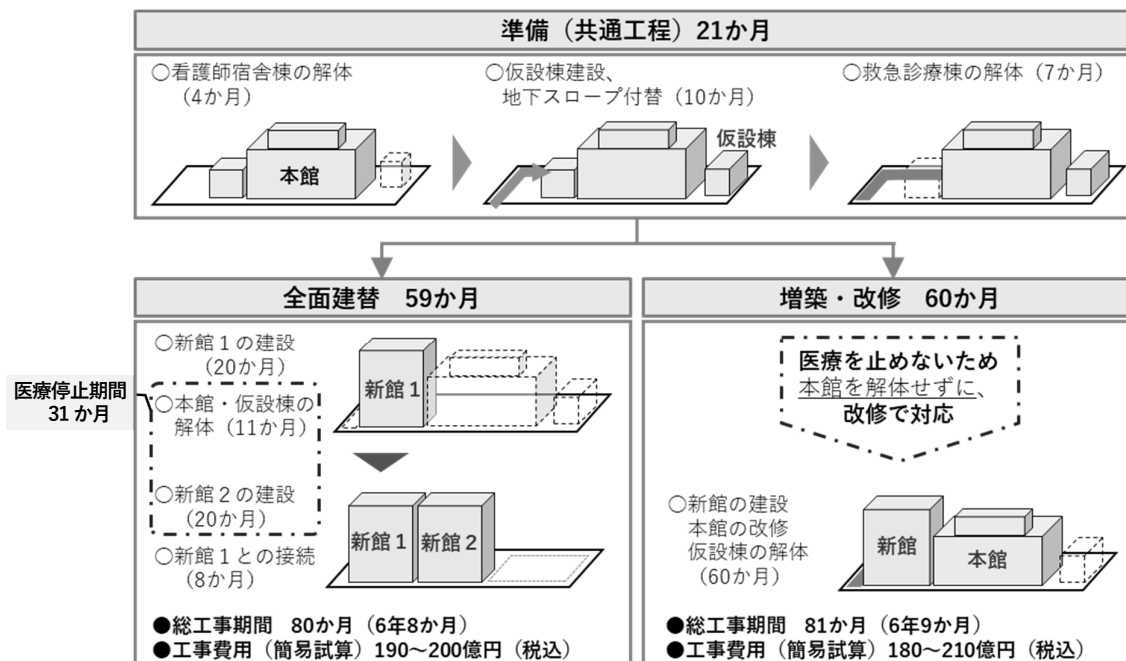 準備（共通工程）21か月
○看護師宿舎棟の解体
（4か月）
本館
○仮設棟建設、
地下スロープ付替（10か月）
仮設棟
○救急診療棟の解体（7か月）
全面建替　59か月
○新館１の建設
（20か月）
医療停止期間
31 か月
○本館・仮設棟の
解体（11か月）
○新館２の建設
（20か月）
○新館１との接続
（8か月）
新館１
新館１
新館２
●総工事期間　80か月（6年8か月）
●工事費用（簡易試算）190～200億円（税込）
増築・改修　60か月
医療を止めないため
本館を解体せずに、
改修で対応
○新館の建設
本館の改修
仮設棟の解体
（60か月）
新館
本館
●総工事期間　81か月（6年9か月）
●工事費用（簡易試算）180～210億円（税込）